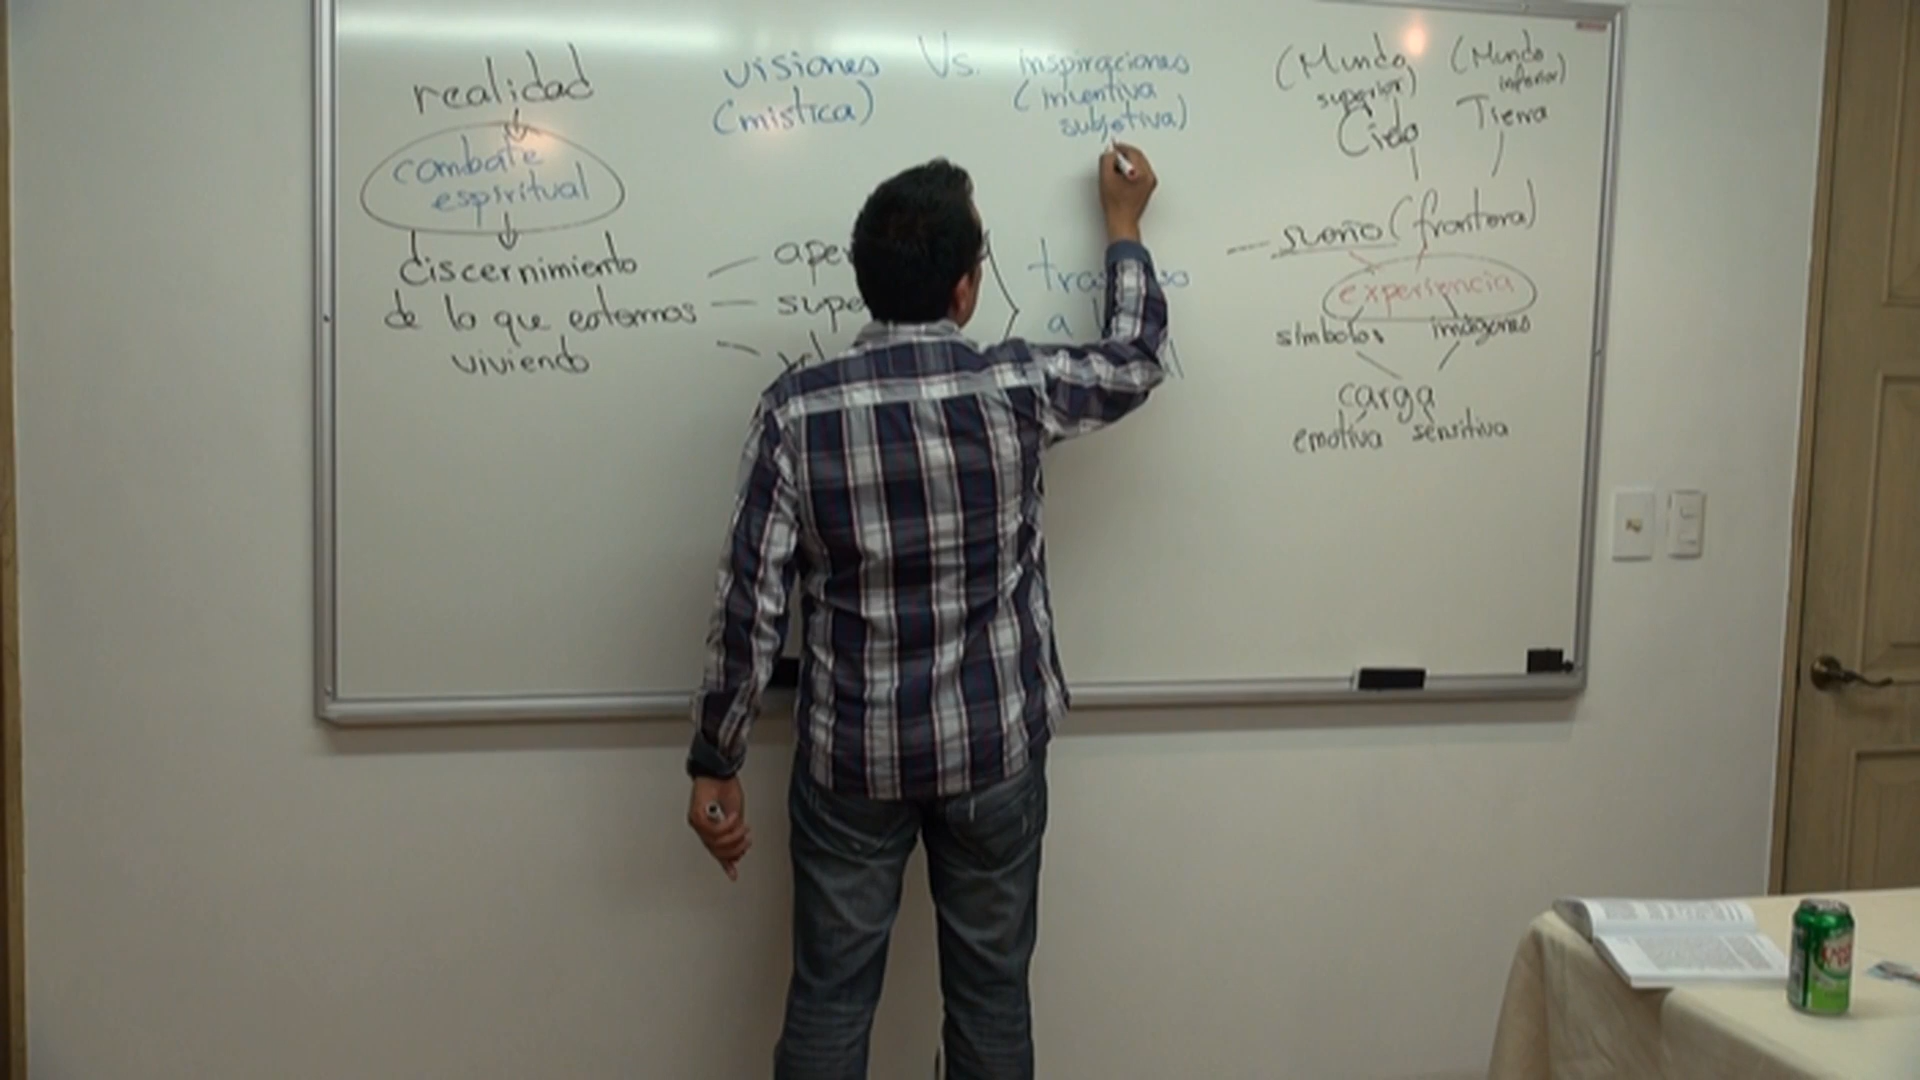 realidad
combate
espiritual
discernimiento
de lo que estamos
viviendo
visiones
(mistica)
Vs.
inspiraciones
(inventiva
subjetiva)
a
(Mundo
superior)
Cielo
(Mundo
inferior)
Tierra
sueño (frontera)
experiencia
símbolos imágenes
carga
emotiva sensitiva